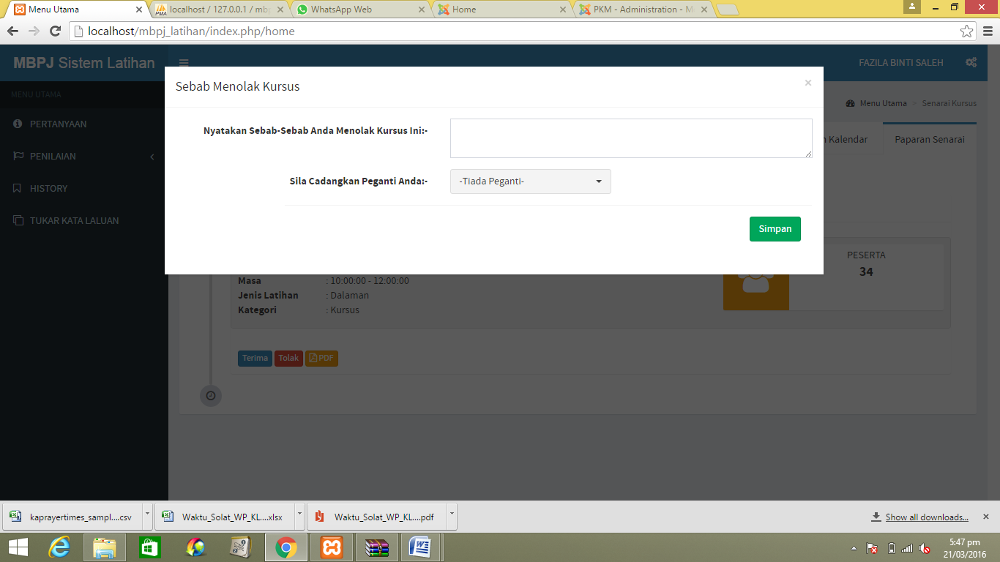 Menu Utama
localhost / 127.0.0.1 / mb
WhatsApp Web
Home
PKM - Administration - M
localhost/mbpj_latihan/index.php/home
MBPJ Sistem Latihan
FAZILA BINTI SALEH
MENU UTAMA
PERTANYAAN
PENILAIAN
HISTORY
TUKAR KATA LALUAN
Menu Utama
Senarai Kursus
Kalendar
Paparan Senarai
Sebab Menolak Kursus
×
Nyatakan Sebab-Sebab Anda Menolak Kursus Ini:-
Sila Cadangkan Peganti Anda:-
-Tiada Peganti-
Simpan
PESERTA
34
Masa : 10:00:00 - 12:00:00
Jenis Latihan : Dalaman
Kategori : Kursus
Terima
Tolak
PDF
kaprayertimes_sampl....csv
Waktu_Solat_WP_KL....xlsx
Waktu_Solat_WP_KL....pdf
Show all downloads...
5:47 pm
21/03/2016